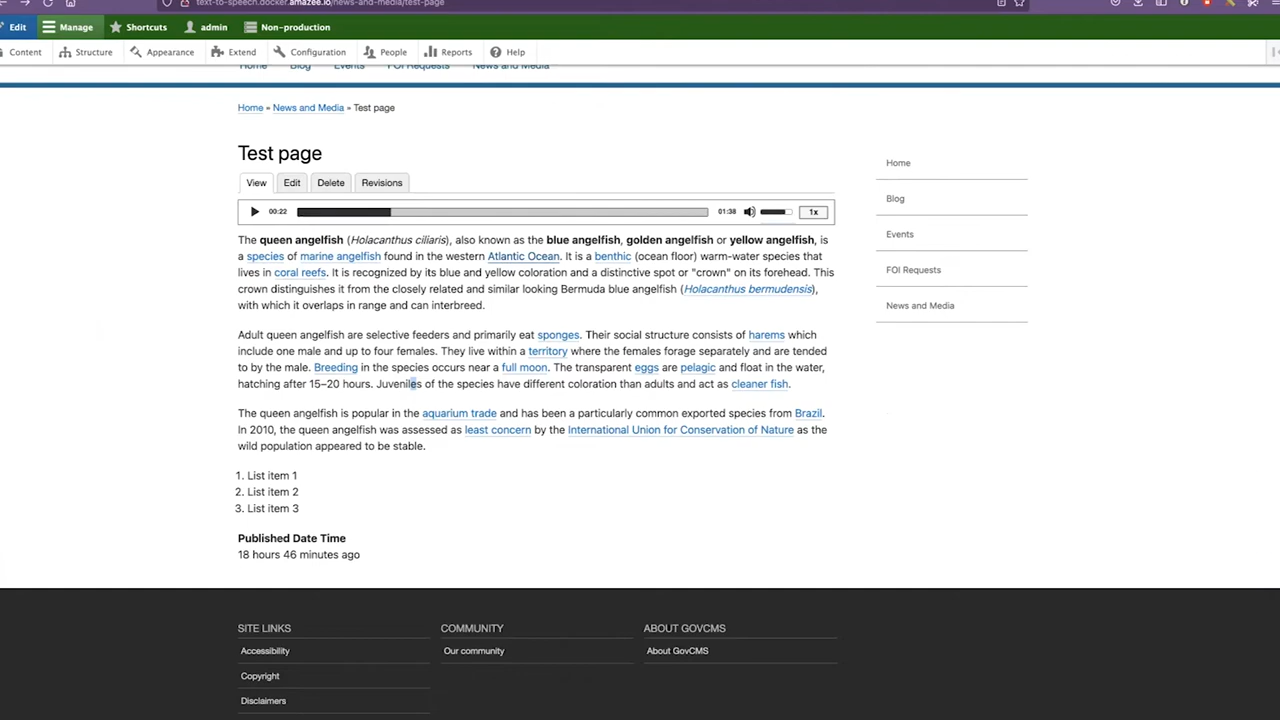 text-to-speech.docker.amazee.io/news-and-media/test-page
Edit Manage Shortcuts admin Non-production
Content Structure Appearance Extend Configuration People Reports Help
Home Blog Events FOI Requests News and Media
Home » News and Media » Test page
Test page
View Edit Delete Revisions
00:22 01:38 1x
The queen angelfish (Holacanthus ciliaris), also known as the blue angelfish, golden angelfish or yellow angelfish, is
a species of marine angelfish found in the western Atlantic Ocean. It is a benthic (ocean floor) warm-water species that
lives in coral reefs. It is recognized by its blue and yellow coloration and a distinctive spot or "crown" on its forehead. This
crown distinguishes it from the closely related and similar looking Bermuda blue angelfish (Holacanthus bermudensis),
with which it overlaps in range and can interbreed.
Adult queen angelfish are selective feeders and primarily eat sponges. Their social structure consists of harems which
include one male and up to four females. They live within a territory where the females forage separately and are tended
to by the male. Breeding in the species occurs near a full moon. The transparent eggs are pelagic and float in the water,
hatching after 15–20 hours. Juveniles of the species have different coloration than adults and act as cleaner fish.
The queen angelfish is popular in the aquarium trade and has been a particularly common exported species from Brazil.
In 2010, the queen angelfish was assessed as least concern by the International Union for Conservation of Nature as the
wild population appeared to be stable.
1. List item 1
2. List item 2
3. List item 3
Published Date Time
18 hours 46 minutes ago
Home
Blog
Events
FOI Requests
News and Media
SITE LINKS
Accessibility
Copyright
Disclaimers
COMMUNITY
Our community
ABOUT GOVCMS
About GovCMS